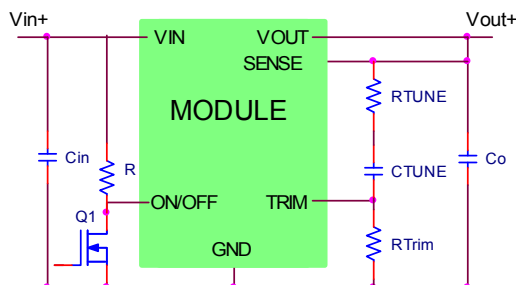 Vin+
Vout+
VIN
VOUT
SENSE
RTUNE
MODULE
Cin
R
CTUNE
Co
Q1
ON/OFF
TRIM
GND
RTrim